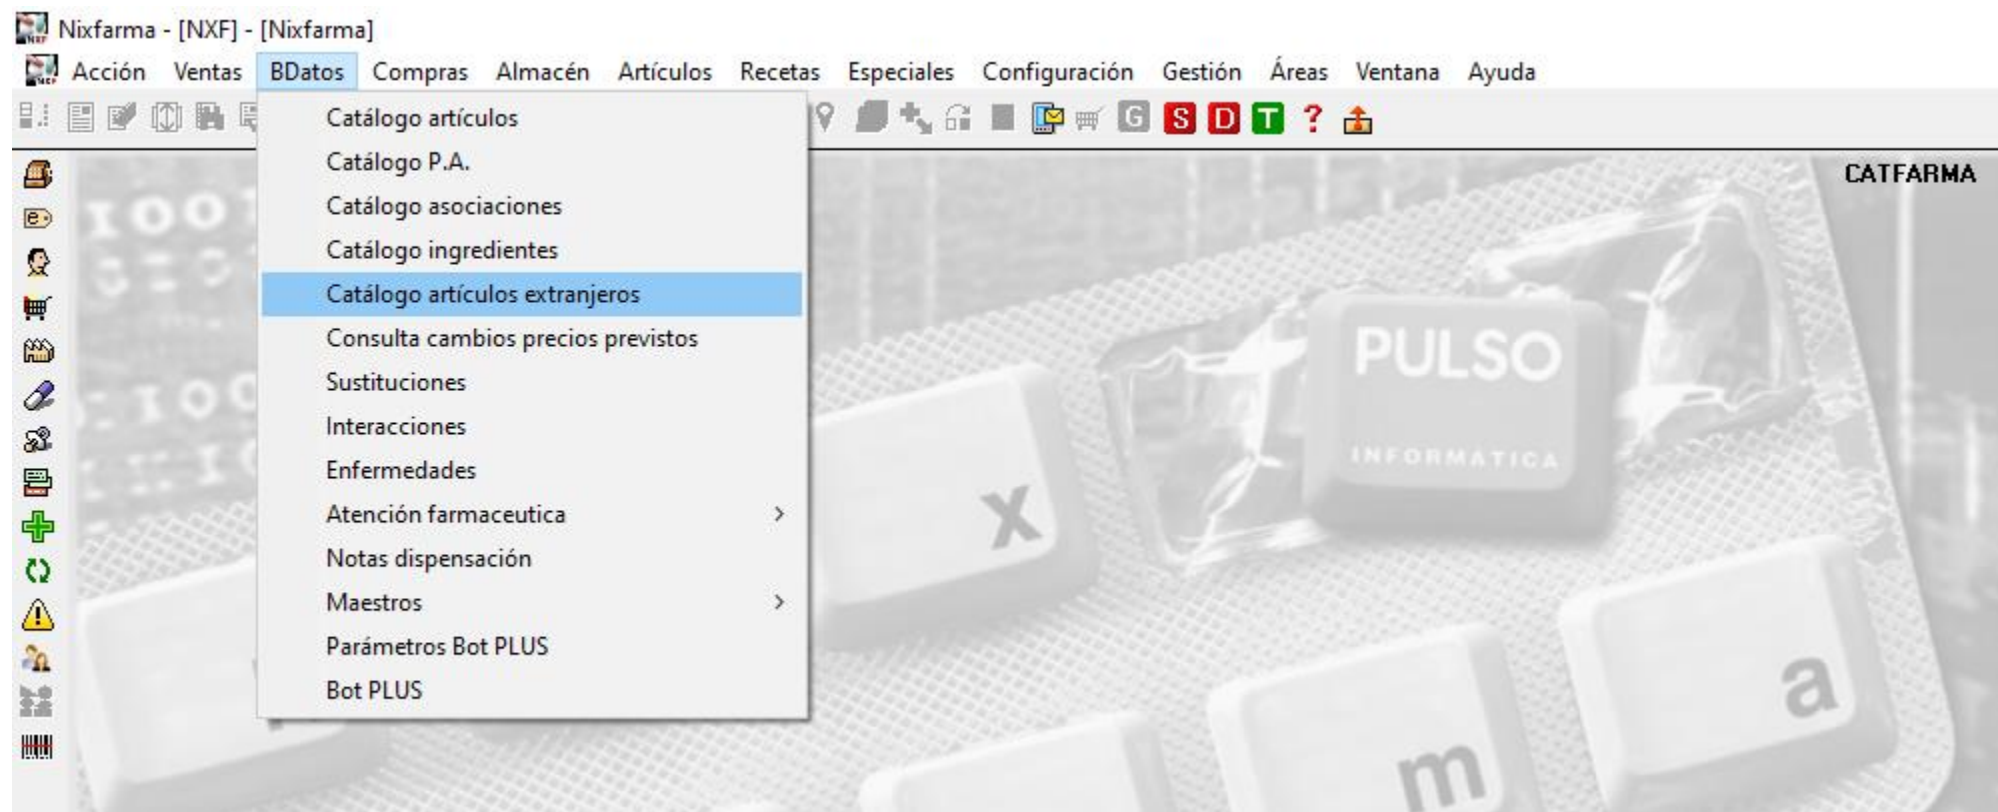 Nixfarma - [NXF] - [Nixfarma]
Acción Ventas BDatos Compras Almacén Artículos Recetas Especiales Configuración Gestión Áreas Ventana Ayuda
G S D T ?
CATFARMA
Catálogo artículos
Catálogo P.A.
Catálogo asociaciones
Catálogo ingredientes
Catálogo artículos extranjeros
Consulta cambios precios previstos
Sustituciones
Interacciones
Enfermedades
Atención farmaceutica
Notas dispensación
Maestros
Parámetros Bot PLUS
Bot PLUS
PULSO
INFORMATICA
x
a
m